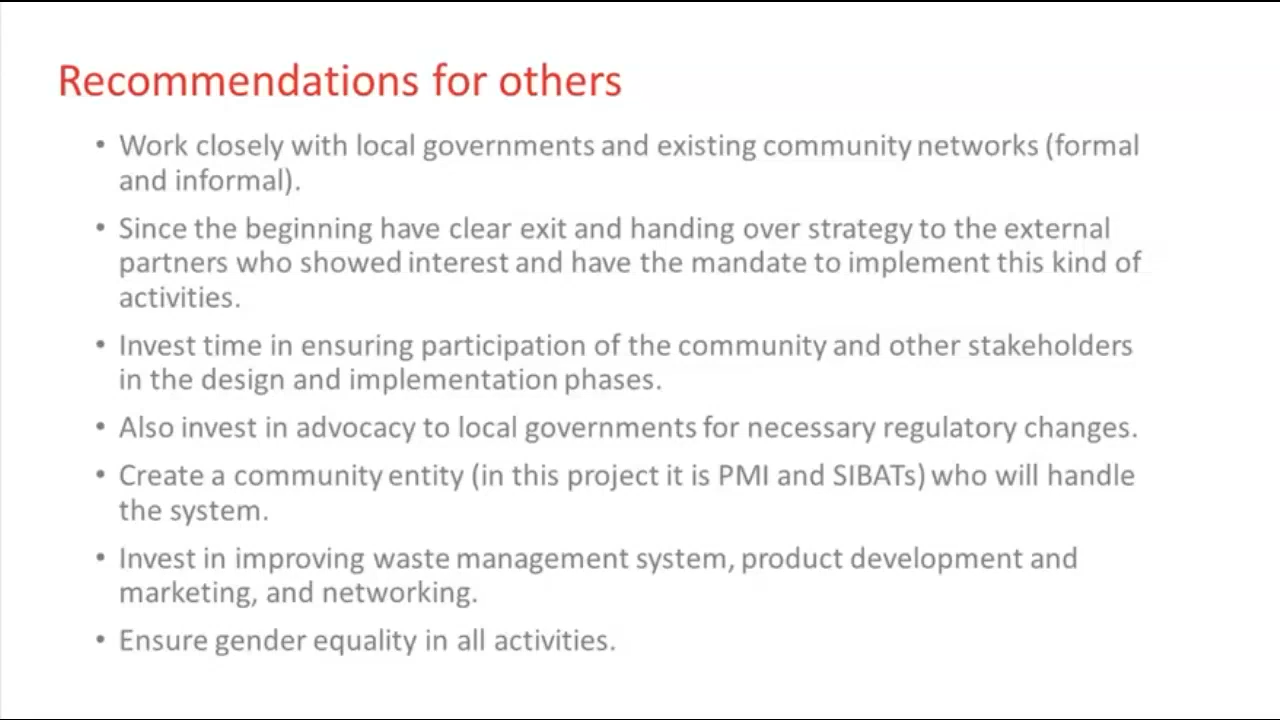 Recommendations for others
• Work closely with local governments and existing community networks (formal
and informal).
• Since the beginning have clear exit and handing over strategy to the external
partners who showed interest and have the mandate to implement this kind of
activities.
• Invest time in ensuring participation of the community and other stakeholders
in the design and implementation phases.
• Also invest in advocacy to local governments for necessary regulatory changes.
• Create a community entity (in this project it is PMI and SIBATs) who will handle
the system.
• Invest in improving waste management system, product development and
marketing, and networking.
• Ensure gender equality in all activities.